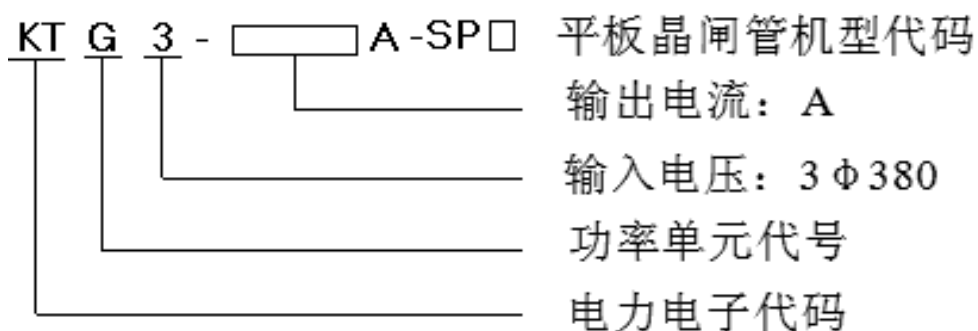 KT G 3 - A -SP□ 平板晶闸管机型代码
输出电流：A
输入电压：3φ380
功率单元代号
电力电子代码